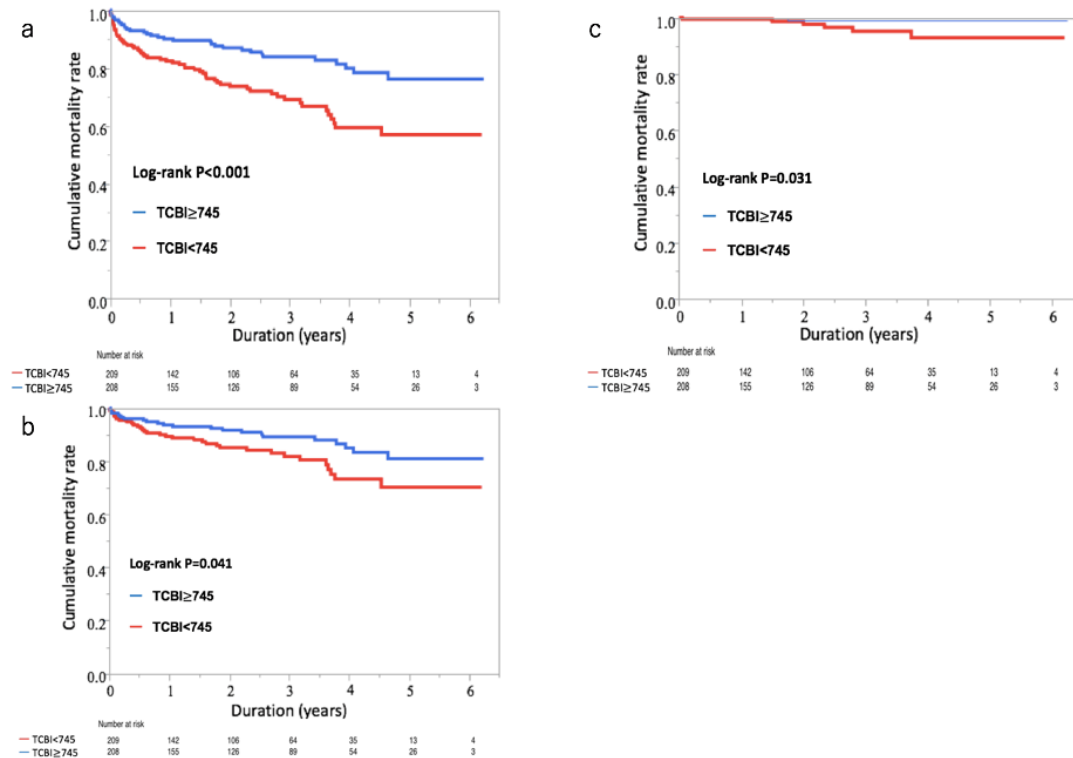 a
Cumulative mortality rate
1.0
0.8
0.6
0.4
0.2
0.0
Log-rank P<0.001
TCBI≥745
TCBI<745
0 1 2 3 4 5 6
Duration (years)
Number at risk
TCBI<745 209 142 106 64 35 13 4
TCBI≥745 208 155 126 89 54 26 3
b
Cumulative mortality rate
1.0
0.8
0.6
0.4
0.2
0.0
Log-rank P=0.041
TCBI≥745
TCBI<745
0 1 2 3 4 5 6
Duration (years)
Number at risk
TCBI<745 209 142 106 64 35 13 4
TCBI≥745 208 155 126 89 54 26 3
c
Cumulative mortality rate
1.0
0.8
0.6
0.4
0.2
0.0
Log-rank P=0.031
TCBI≥745
TCBI<745
0 1 2 3 4 5 6
Duration (years)
Number at risk
TCBI<745 209 142 106 64 35 13 4
TCBI≥745 208 155 126 89 54 26 3